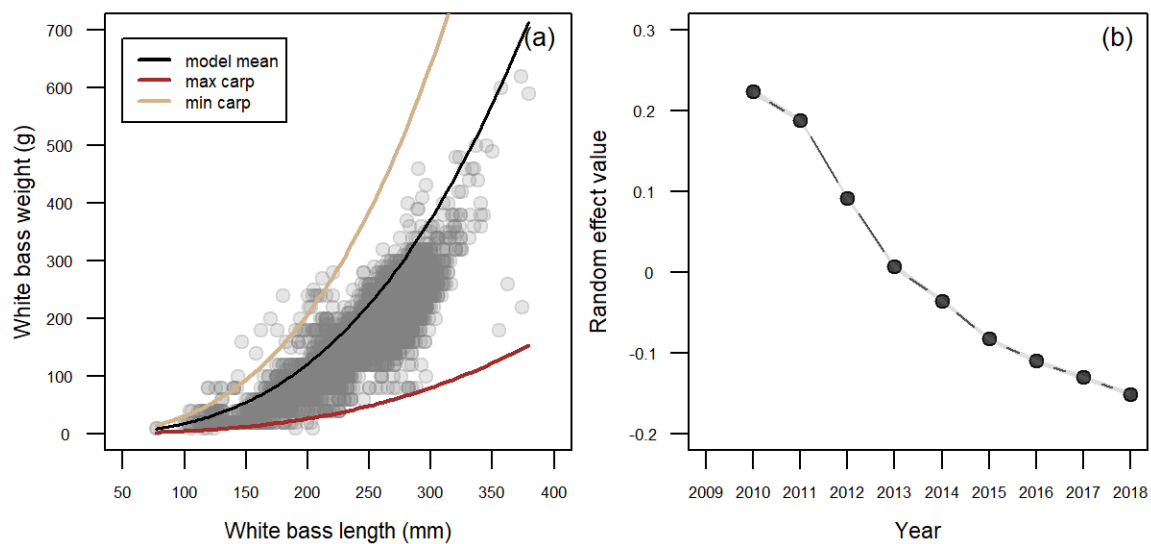 (a)
model mean
max carp
min carp
White bass weight (g)
700
600
500
400
300
200
100
0
50 100 150 200 250 300 350 400
White bass length (mm)
(b)
Random effect value
0.3
0.2
0.1
0
-0.1
-0.2
2009 2010 2011 2012 2013 2014 2015 2016 2017 2018
Year